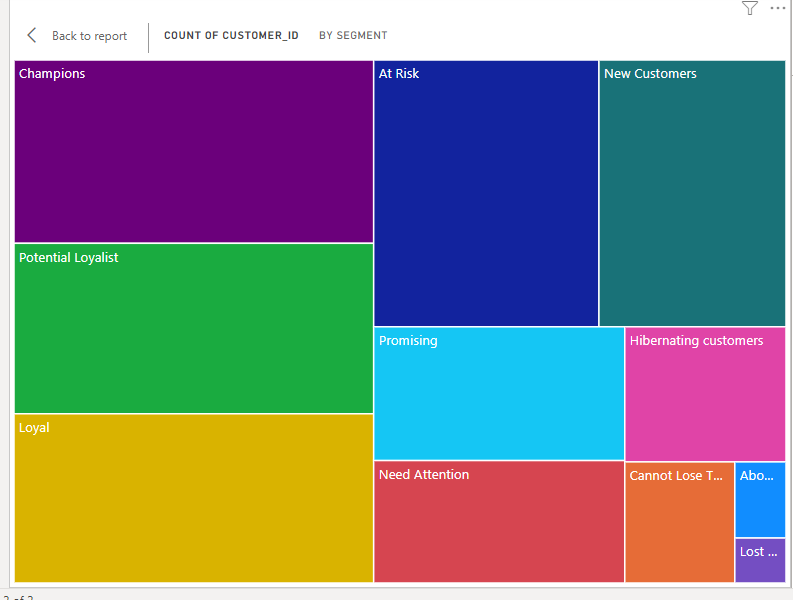 Back to report
COUNT OF CUSTOMER_ID
BY SEGMENT
Champions
At Risk
New Customers
Potential Loyalist
Promising
Hibernating customers
Loyal
Need Attention
Cannot Lose T...
Abo...
Lost ...